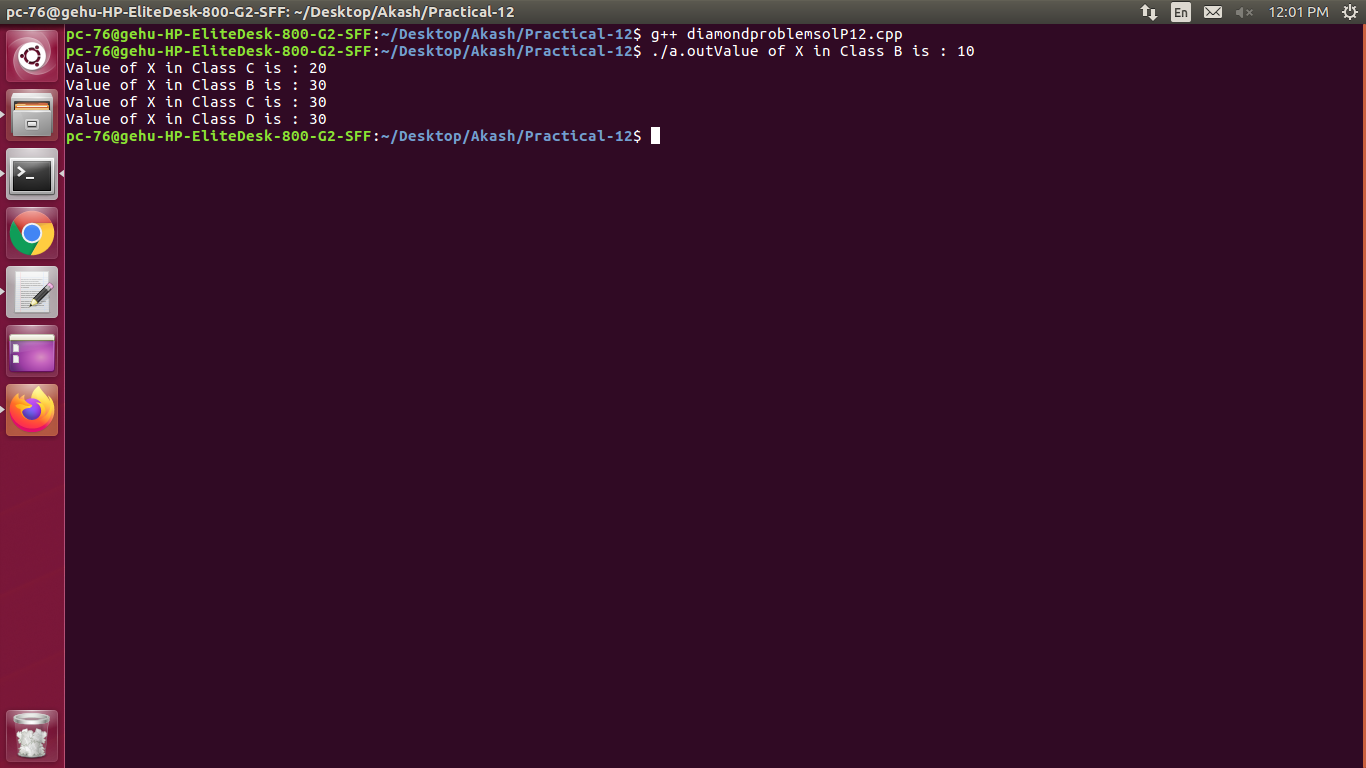 pc-76@gehu-HP-EliteDesk-800-G2-SFF: ~/Desktop/Akash/Practical-12
En
12:01 PM
pc-76@gehu-HP-EliteDesk-800-G2-SFF:~/Desktop/Akash/Practical-12$ g++ diamondproblemsolP12.cpp
pc-76@gehu-HP-EliteDesk-800-G2-SFF:~/Desktop/Akash/Practical-12$ ./a.outValue of X in Class B is : 10
Value of X in Class C is : 20
Value of X in Class B is : 30
Value of X in Class C is : 30
Value of X in Class D is : 30
pc-76@gehu-HP-EliteDesk-800-G2-SFF:~/Desktop/Akash/Practical-12$